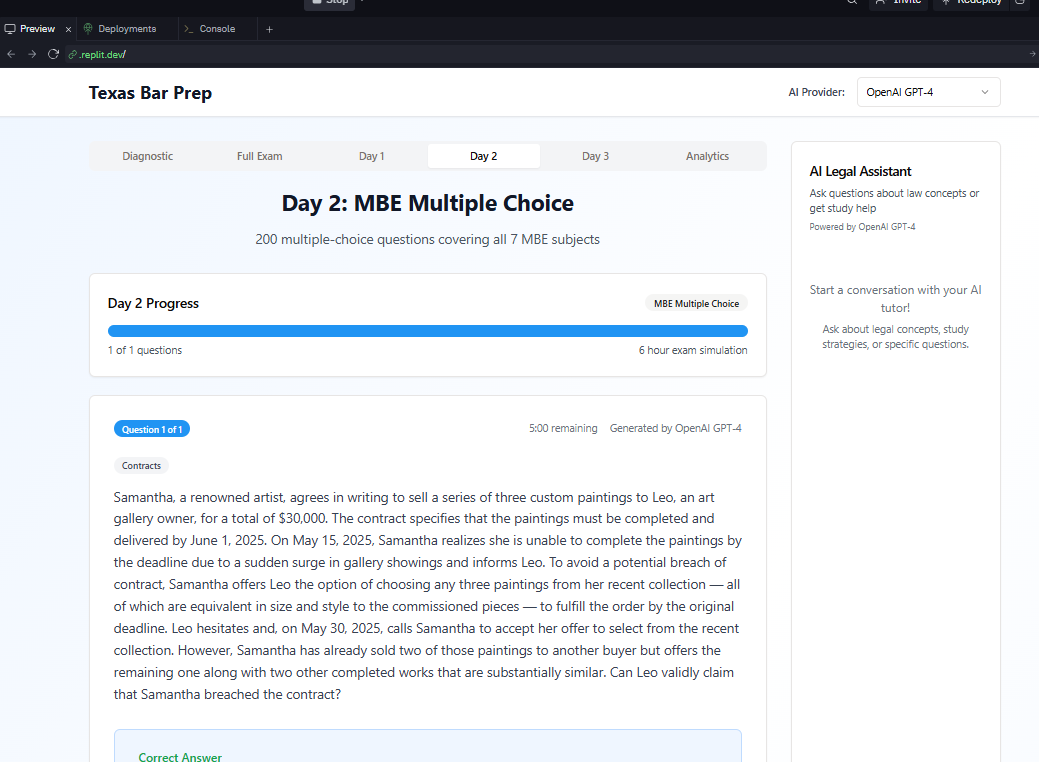 Stop
Invite
Redeploy
Preview
Deployments
Console
.replit.dev/
Texas Bar Prep
AI Provider:
OpenAI GPT-4
Diagnostic
Full Exam
Day 1
Day 2
Day 3
Analytics
Day 2: MBE Multiple Choice
200 multiple-choice questions covering all 7 MBE subjects
Day 2 Progress
MBE Multiple Choice
1 of 1 questions
6 hour exam simulation
Question 1 of 1
5:00 remaining
Generated by OpenAI GPT-4
Contracts
Samantha, a renowned artist, agrees in writing to sell a series of three custom paintings to Leo, an art
gallery owner, for a total of $30,000. The contract specifies that the paintings must be completed and
delivered by June 1, 2025. On May 15, 2025, Samantha realizes she is unable to complete the paintings by
the deadline due to a sudden surge in gallery showings and informs Leo. To avoid a potential breach of
contract, Samantha offers Leo the option of choosing any three paintings from her recent collection — all
of which are equivalent in size and style to the commissioned pieces — to fulfill the order by the original
deadline. Leo hesitates and, on May 30, 2025, calls Samantha to accept her offer to select from the recent
collection. However, Samantha has already sold two of those paintings to another buyer but offers the
remaining one along with two other completed works that are substantially similar. Can Leo validly claim
that Samantha breached the contract?
Correct Answer
AI Legal Assistant
Ask questions about law concepts or
get study help
Powered by OpenAI GPT-4
Start a conversation with your AI
tutor!
Ask about legal concepts, study
strategies, or specific questions.